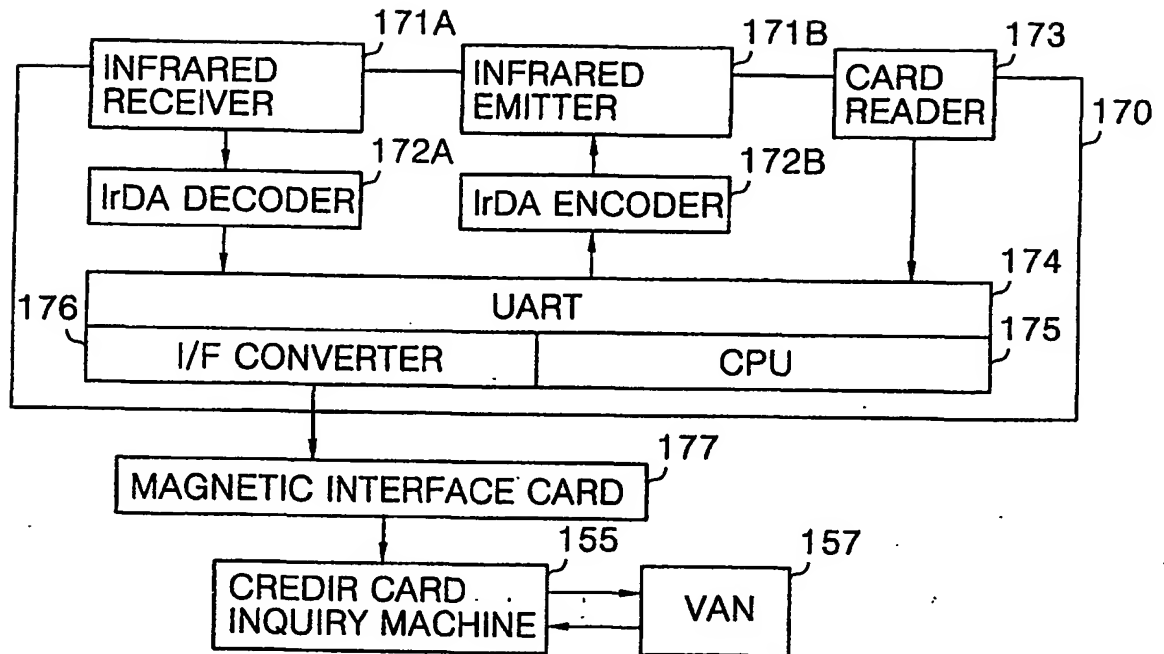 171A
171B
173
INFRARED
RECEIVER
INFRARED
EMITTER
CARD
READER
170
172A
172B
IrDA DECODER
IrDA ENCODER
174
UART
176
175
I/F CONVERTER
CPU
177
MAGNETIC INTERFACE CARD
155
157
CREDIR CARD
INQUIRY MACHINE
VAN